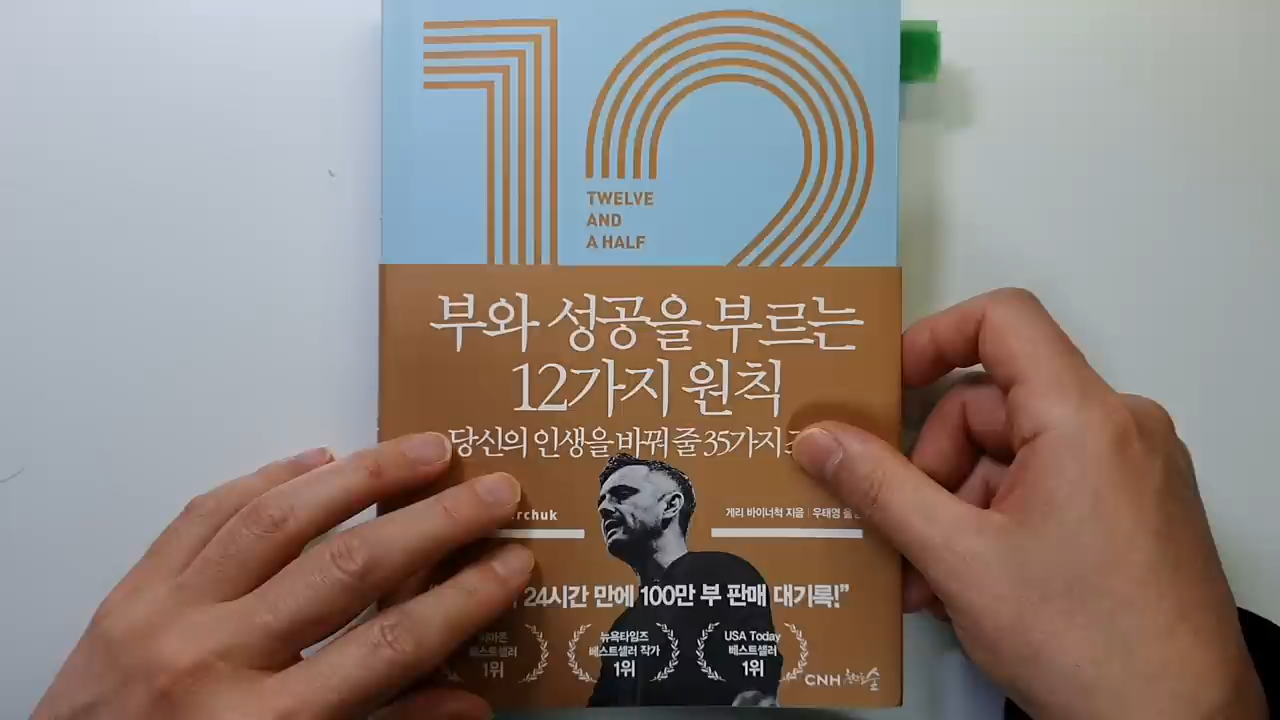 12
TWELVE
AND
A HALF
부와 성공을 부르는
12가지 원칙
당신의 인생을 바꿔 줄 35가지
게리 바이너척 지음 | 우태영
24시간 만에 100만 부 판매 대기록!”
베스트셀러
1위
뉴욕타임즈
베스트셀러 작가
1위
USA Today
베스트셀러
1위
CNH